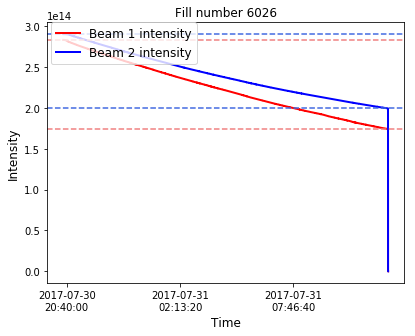 Fill number 6026
1e14
3.0
Beam 1 intensity
Beam 2 intensity
2.5
2.0
1.5
1.0
0.5
0.0
Intensity
2017-07-30
20:40:00
2017-07-31
02:13:20
2017-07-31
07:46:40
Time